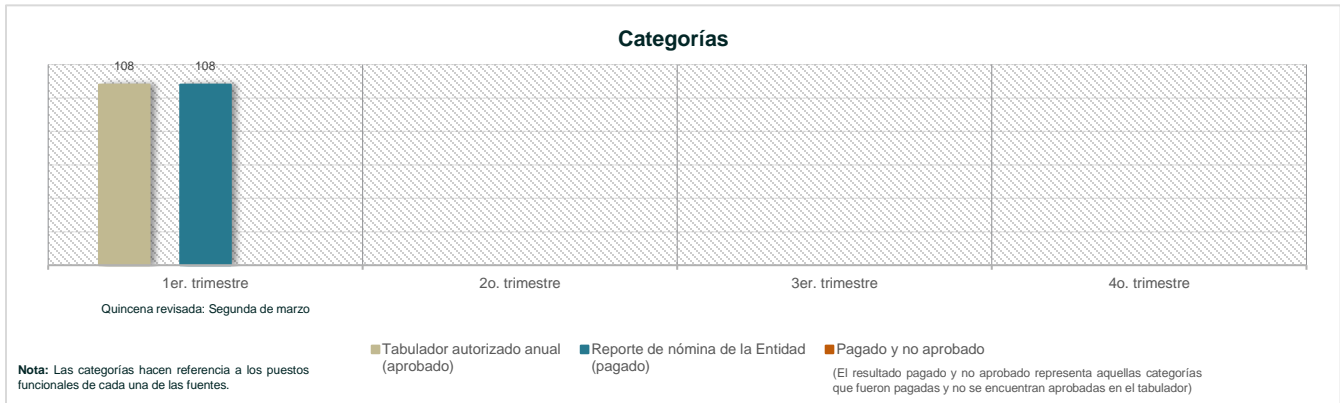 Categorías
108 108
1er. trimestre 2o. trimestre 3er. trimestre 4o. trimestre
Quincena revisada: Segunda de marzo
Tabulador autorizado anual
(aprobado)
Reporte de nómina de la Entidad
(pagado)
Pagado y no aprobado
(El resultado pagado y no aprobado representa aquellas categorías
que fueron pagadas y no se encuentran aprobadas en el tabulador)
Nota: Las categorías hacen referencia a los puestos
funcionales de cada una de las fuentes.